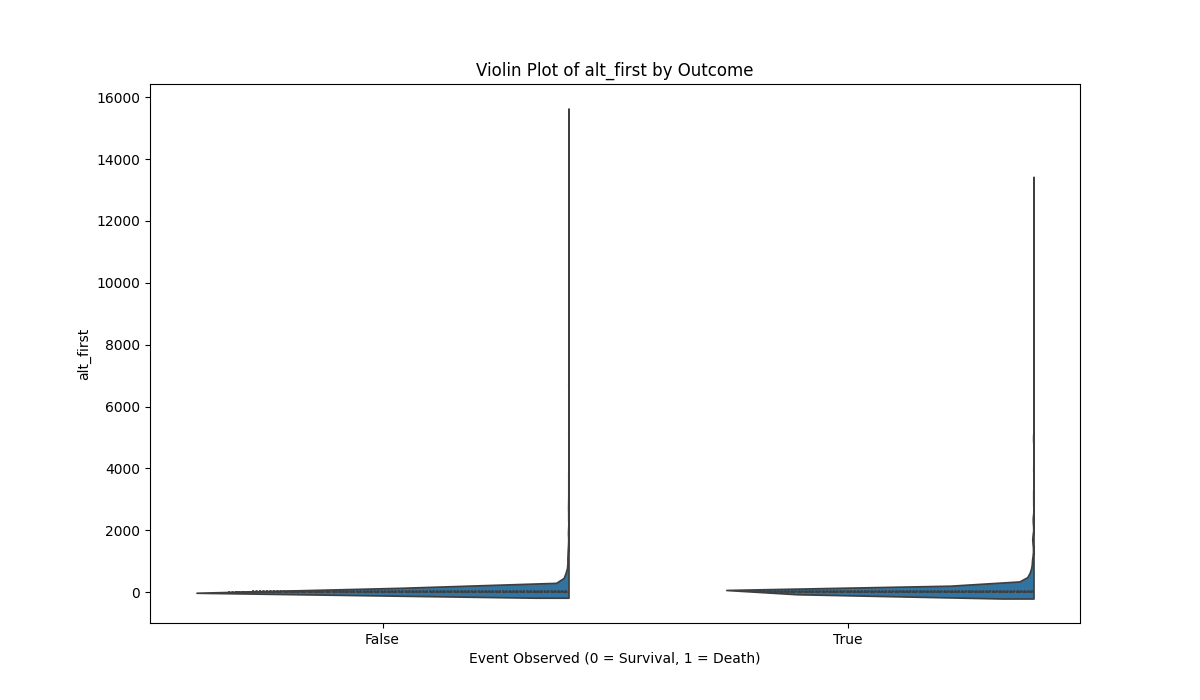 Violin Plot of alt_first by Outcome
16000
14000
12000
10000
8000
6000
4000
2000
0
alt_first
False
True
Event Observed (0 = Survival, 1 = Death)